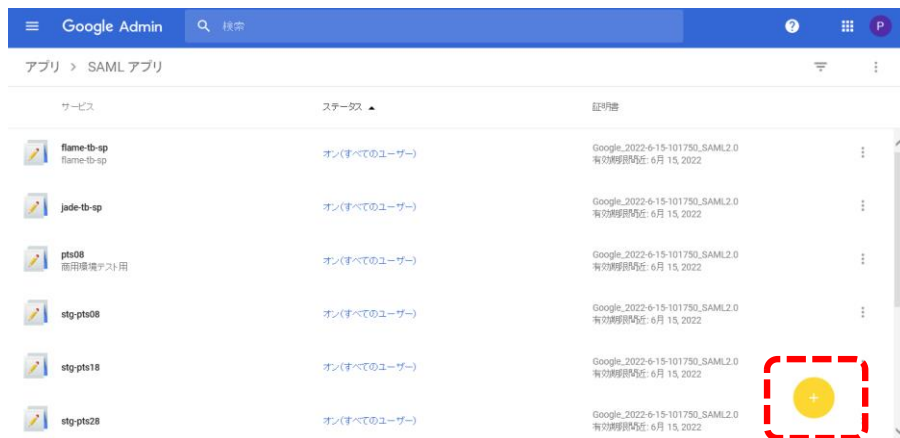 Google Admin
検索
?
P
アプリ > SAML アプリ
サービス
ステータス ▲
証明書
flame-tb-sp
flame-tb-sp
オン(すべてのユーザー)
Google_2022-6-15-101750_SAML2.0
有効期限間近: 6月 15, 2022
jade-tb-sp
オン(すべてのユーザー)
Google_2022-6-15-101750_SAML2.0
有効期限間近: 6月 15, 2022
pts08
商用環境テスト用
オン(すべてのユーザー)
Google_2022-6-15-101750_SAML2.0
有効期限間近: 6月 15, 2022
stg-pts08
オン(すべてのユーザー)
Google_2022-6-15-101750_SAML2.0
有効期限間近: 6月 15, 2022
stg-pts18
オン(すべてのユーザー)
Google_2022-6-15-101750_SAML2.0
有効期限間近: 6月 15, 2022
+
stg-pts28
オン(すべてのユーザー)
Google_2022-6-15-101750_SAML2.0
有効期限間近: 6月 15, 2022